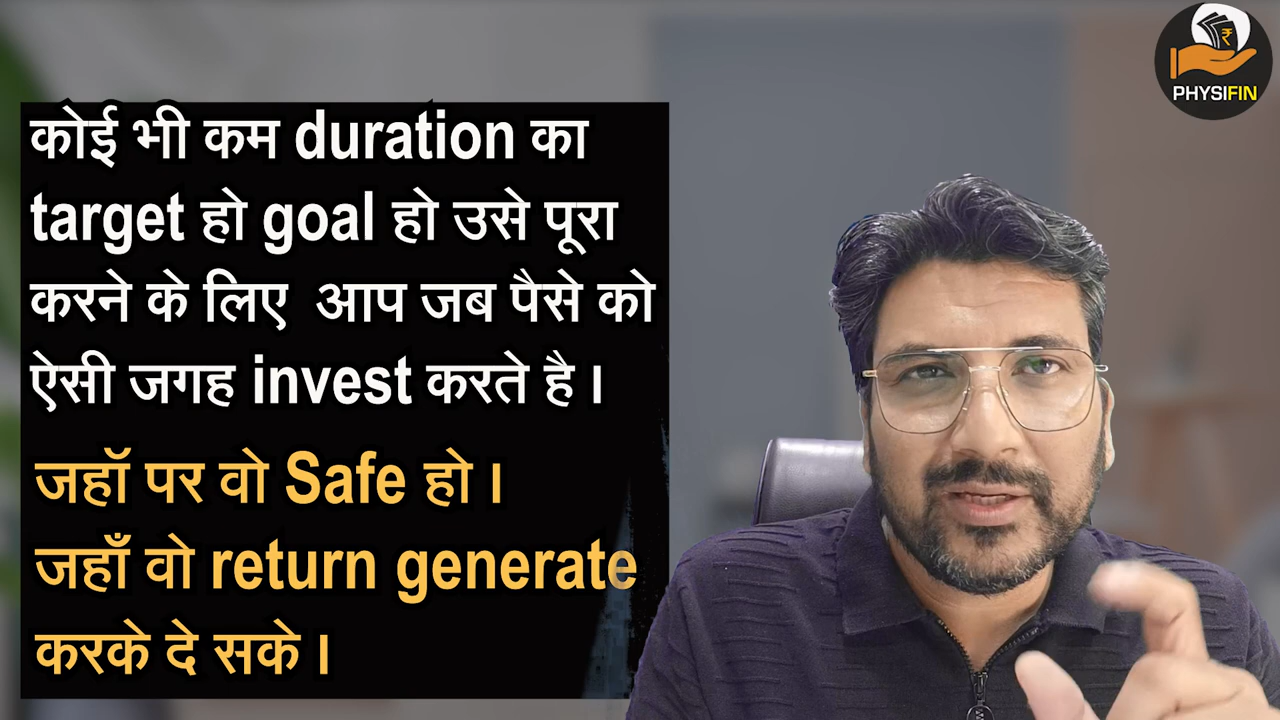 कोई भी कम duration का
target हो goal हो उसे पूरा
करने के लिए आप जब पैसे को
ऐसी जगह invest करते है ।
जहॉ पर वो Safe हो ।
जहाँ वो return generate
करके दे सके ।
₹
PHYSIFIN